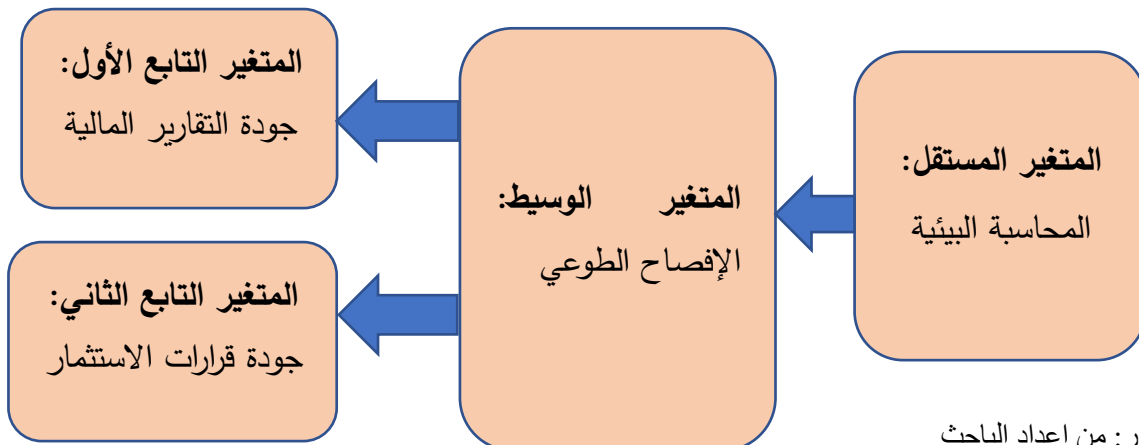 المتغير المستقل:
المحاسبة البيئية
المتغير الوسيط:
الإفصاح الطوعي
المتغير التابع الأول:
جودة التقارير المالية
المتغير التابع الثاني:
جودة قرارات الاستثمار
: من اعداد الباحث